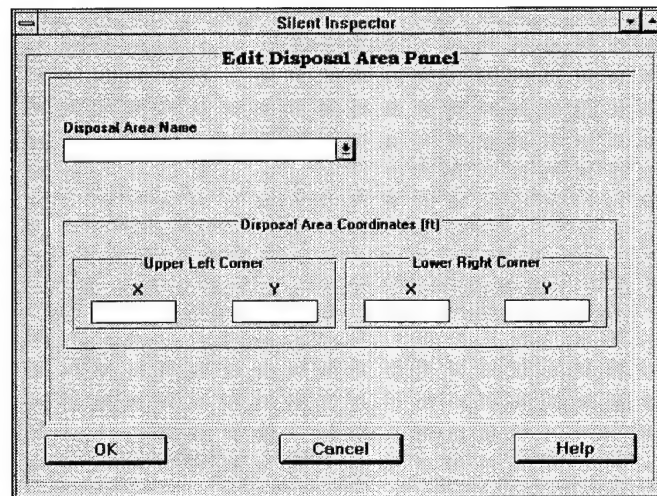 Silent Inspector
Edit Disposal Area Panel
Disposal Area Name
Disposal Area Coordinates (ft)
Upper Left Corner Lower Right Corner
X Y X Y
OK Cancel Help